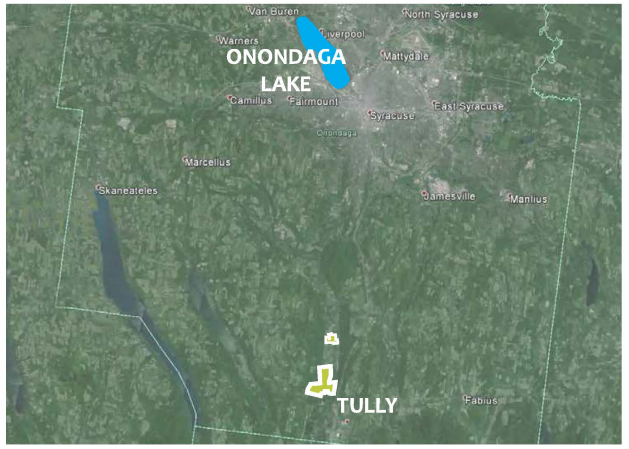 Van Buren
North Syracuse
Warners
Liverpool
ONONDAGA
LAKE
Mattydale
Camillus
Fairmount
Syracuse
East Syracuse
Onondaga
Marcellus
Skaneateles
Jamesville
Manlius
TULLY
Fabius